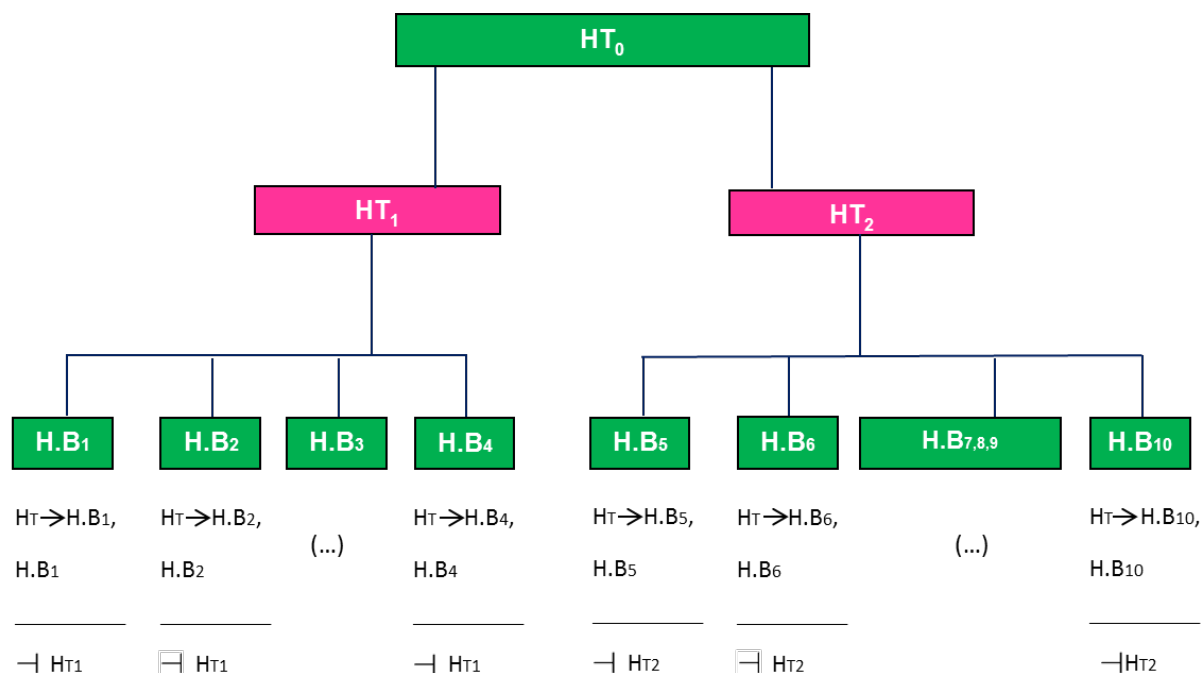 HT0
HT1
HT2
H.B1 H.B2 H.B3 H.B4 H.B5 H.B6 H.B7,8,9 H.B10
HT→H.B1, HT→H.B2, HT→H.B4, HT→H.B5, HT→H.B6, HT→H.B10,
(...) (...)
H.B1 H.B2 H.B4 H.B5 H.B6 H.B10
⊣ HT1 ⊣ HT1 ⊣ HT1 ⊣ HT2 ⊣ HT2 ⊣HT2